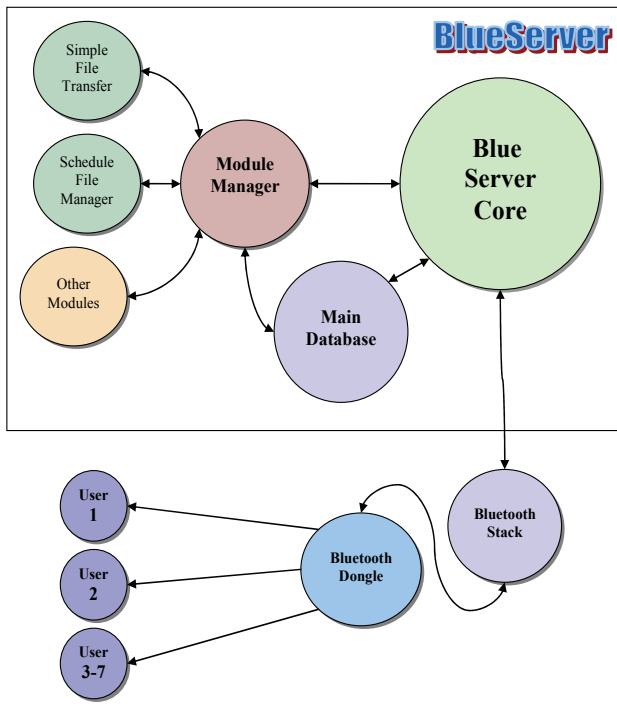 BlueServer
Simple
File
Transfer
Schedule
File
Manager
Other
Modules
Module
Manager
Blue
Server
Core
Main
Database
User
1
User
2
User
3-7
Bluetooth
Dongle
Bluetooth
Stack